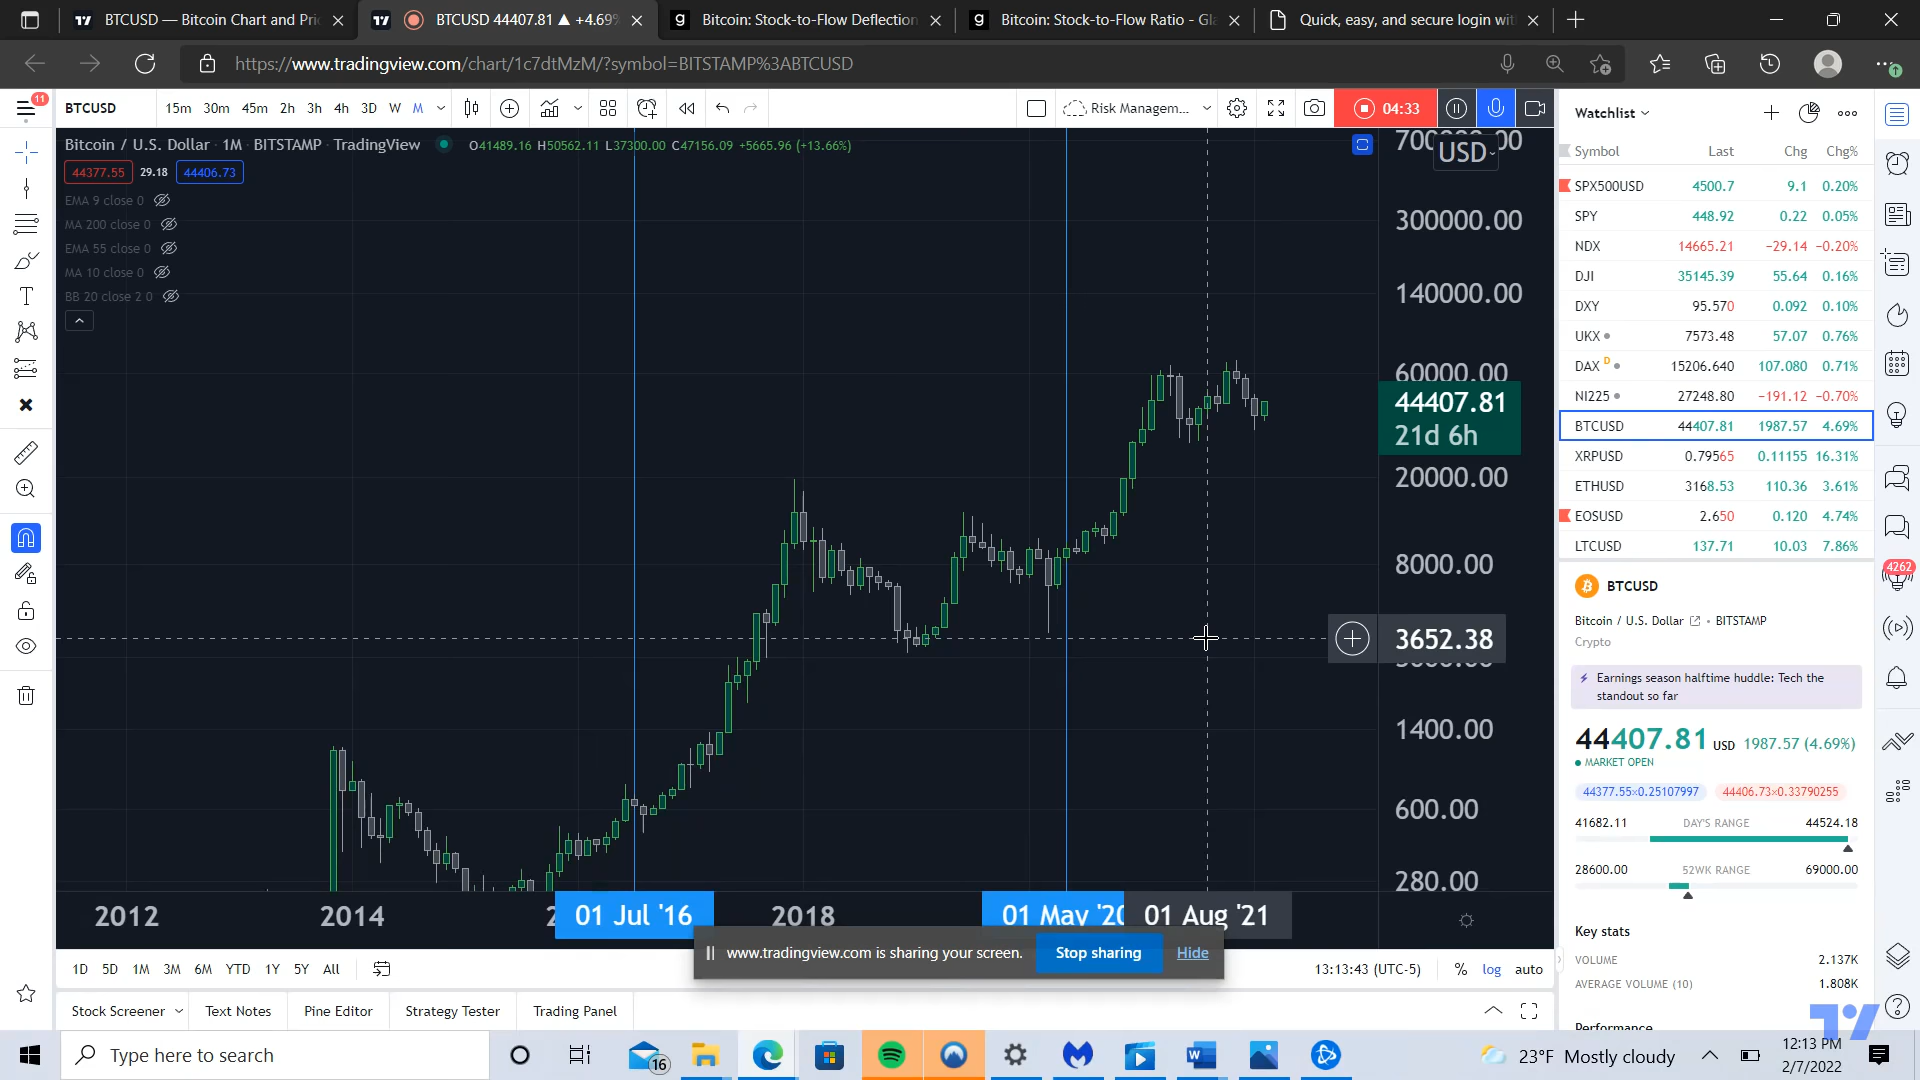 BTCUSD — Bitcoin Chart and Pri
BTCUSD 44407.81 ▲ +4.69%
Bitcoin: Stock-to-Flow Deflection
Bitcoin: Stock-to-Flow Ratio - Gla
Quick, easy, and secure login wit
https://www.tradingview.com/chart/1c7dtMzM/?symbol=BITSTAMP%3ABTCUSD
11
BTCUSD
15m 30m 45m 2h 3h 4h 3D W M
Risk Managem...
04:33
Bitcoin / U.S. Dollar · 1M · BITSTAMP · TradingView
O41489.16 H50562.11 L37300.00 C47156.09 +5665.96 (+13.66%)
44377.55 29.18 44406.73
EMA 9 close 0
MA 200 close 0
EMA 55 close 0
MA 10 close 0
BB 20 close 2 0
USD
300000.00
140000.00
60000.00
44407.81
21d 6h
20000.00
8000.00
3652.38
1400.00
600.00
280.00
2012 2014 01 Jul '16 2018 01 May '20 01 Aug '21
www.tradingview.com is sharing your screen. Stop sharing Hide
1D 5D 1M 3M 6M YTD 1Y 5Y All
13:13:43 (UTC-5) % log auto
Stock Screener Text Notes Pine Editor Strategy Tester Trading Panel
Watchlist
Symbol Last Chg Chg%
SPX500USD 4500.7 9.1 0.20%
SPY 448.92 0.22 0.05%
NDX 14665.21 −29.14 −0.20%
DJI 35145.39 55.64 0.16%
DXY 95.570 0.092 0.10%
UKX 7573.48 57.07 0.76%
DAX D 15206.640 107.080 0.71%
NI225 27248.80 −191.12 −0.70%
BTCUSD 44407.81 1987.57 4.69%
XRPUSD 0.79565 0.11155 16.31%
ETHUSD 3168.53 110.36 3.61%
EOSUSD 2.650 0.120 4.74%
LTCUSD 137.71 10.03 7.86%
4262
BTCUSD
Bitcoin / U.S. Dollar · BITSTAMP
Crypto
Earnings season halftime huddle: Tech the
standout so far
44407.81 USD 1987.57 (4.69%)
MARKET OPEN
44377.55×0.25107997 44406.73×0.33790255
41682.11 DAY'S RANGE 44524.18
28600.00 52WK RANGE 69000.00
Key stats
VOLUME 2.137K
AVERAGE VOLUME (10) 1.808K
Performance
Type here to search
16
23°F Mostly cloudy
12:13 PM
2/7/2022